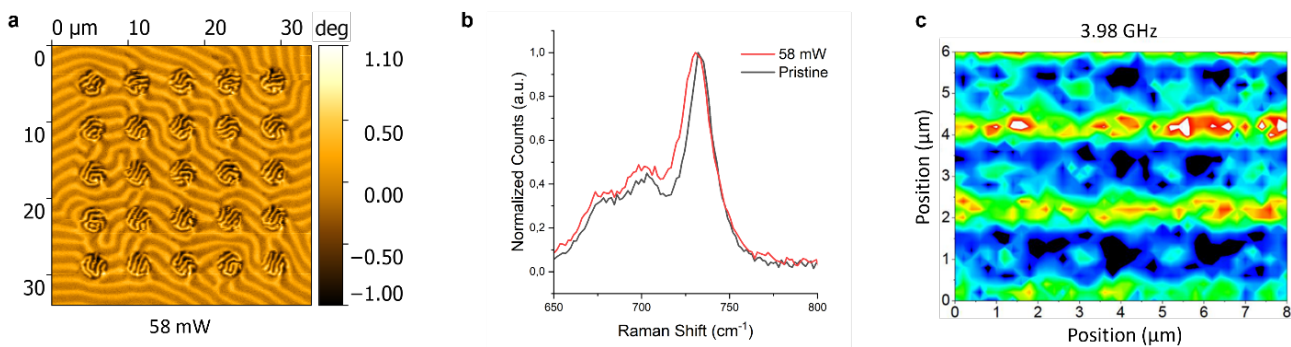 a
0 µm 10 20 30
deg
0
10
20
30
1.10
0.50
0.00
−0.50
−1.00
58 mW
b
58 mW
Pristine
1,0
0,8
0,6
0,4
0,2
0,0
Normalized Counts (a.u.)
650 700 750 800
Raman Shift (cm⁻¹)
c
3.98 GHz
6
5
4
3
2
1
0
Position (µm)
0 1 2 3 4 5 6 7 8
Position (µm)